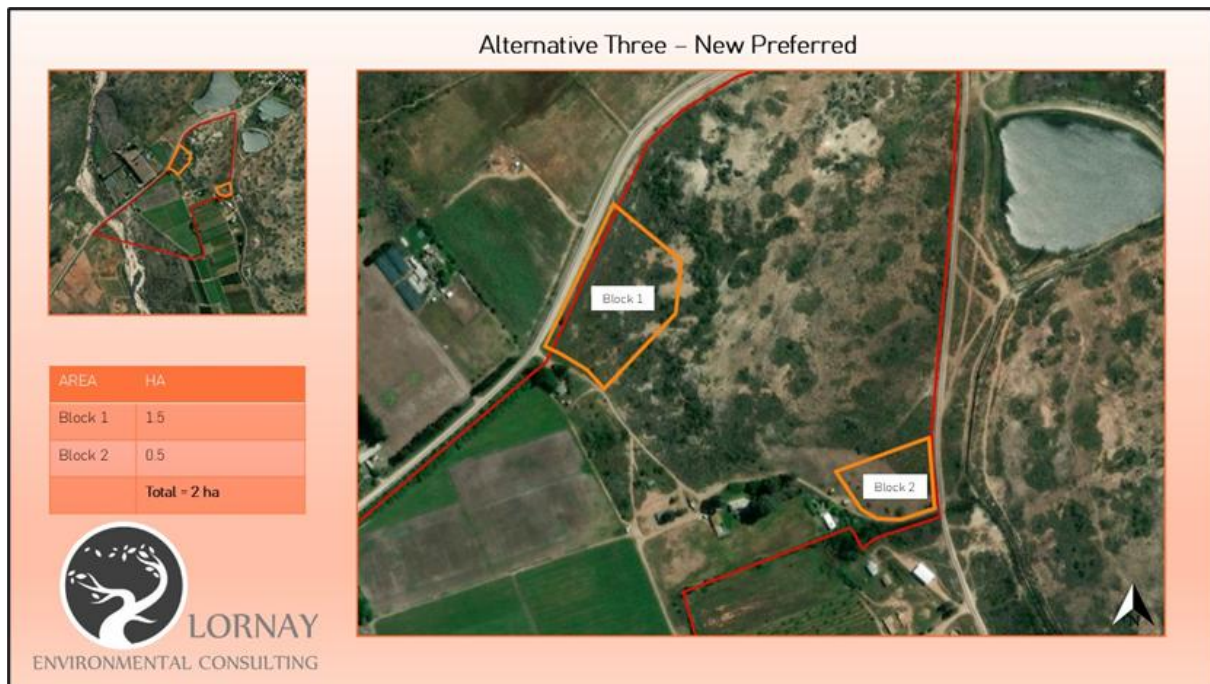 Alternative Three – New Preferred
Block 1
Block 2
AREA HA
Block 1 1.5
Block 2 0.5
Total = 2 ha
LORNAY
ENVIRONMENTAL CONSULTING
N